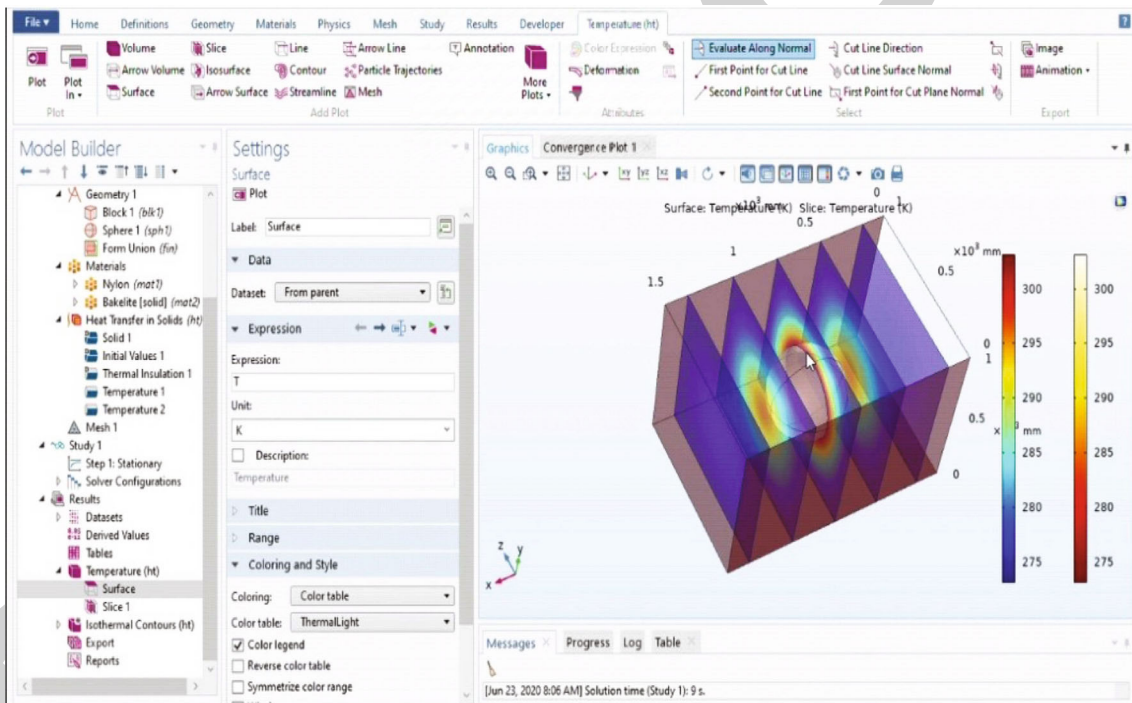 File ▾ Home Definitions Geometry Materials Physics Mesh Study Results Developer Temperature (ht)
Plot
Plot In ▾
Plot
Volume Slice Line Arrow Line Annotation
Arrow Volume Isosurface Contour Particle Trajectories
Surface Arrow Surface Streamline Mesh
More Plots ▾
Add Plot
Color Expression
Deformation
Attributes
Evaluate Along Normal Cut Line Direction
First Point for Cut Line Cut Line Surface Normal
Second Point for Cut Line First Point for Cut Plane Normal
Select
Image
Animation ▾
Export
Model Builder
Geometry 1
Block 1 (blk1)
Sphere 1 (sph1)
Form Union (fin)
Materials
Nylon (mat1)
Bakelite [solid] (mat2)
Heat Transfer in Solids (ht)
Solid 1
Initial Values 1
Thermal Insulation 1
Temperature 1
Temperature 2
Mesh 1
Study 1
Step 1: Stationary
Solver Configurations
Results
Datasets
Derived Values
Tables
Temperature (ht)
Surface
Slice 1
Isothermal Contours (ht)
Export
Reports
Settings
Surface
Plot
Label: Surface
Data
Dataset: From parent
Expression
Expression:
T
Unit:
K
Description:
Temperature
Title
Range
Coloring and Style
Coloring: Color table
Color table: ThermalLight
Color legend
Reverse color table
Symmetrize color range
Graphics Convergence Plot 1
Surface: Temperature (K) Slice: Temperature (K)
×10³ mm
0
0.5
1
1.5
1
0.5
0
×10³ mm
1
0.5
0
mm
300
295
290
285
280
275
300
295
290
285
280
275
z y
x
Messages Progress Log Table
[Jun 23, 2020 8:06 AM] Solution time (Study 1): 9 s.